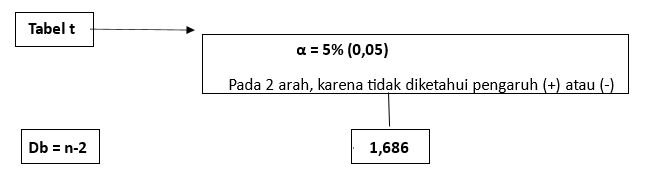 Tabel t
α = 5% (0,05)
Pada 2 arah, karena tidak diketahui pengaruh (+) atau (-)
Db = n-2
1,686